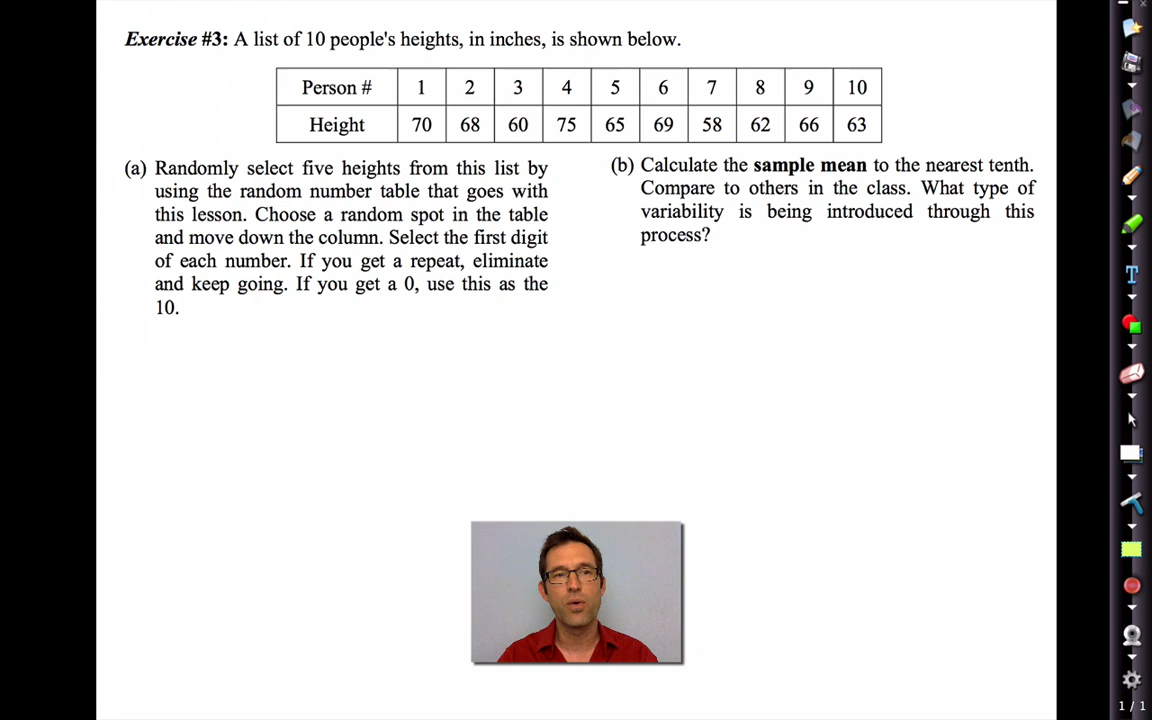 Exercise #3: A list of 10 people's heights, in inches, is shown below.
Person # 1 2 3 4 5 6 7 8 9 10
Height 70 68 60 75 65 69 58 62 66 63
(a) Randomly select five heights from this list by
using the random number table that goes with
this lesson. Choose a random spot in the table
and move down the column. Select the first digit
of each number. If you get a repeat, eliminate
and keep going. If you get a 0, use this as the
10.
(b) Calculate the sample mean to the nearest tenth.
Compare to others in the class. What type of
variability is being introduced through this
process?
T
1 / 1